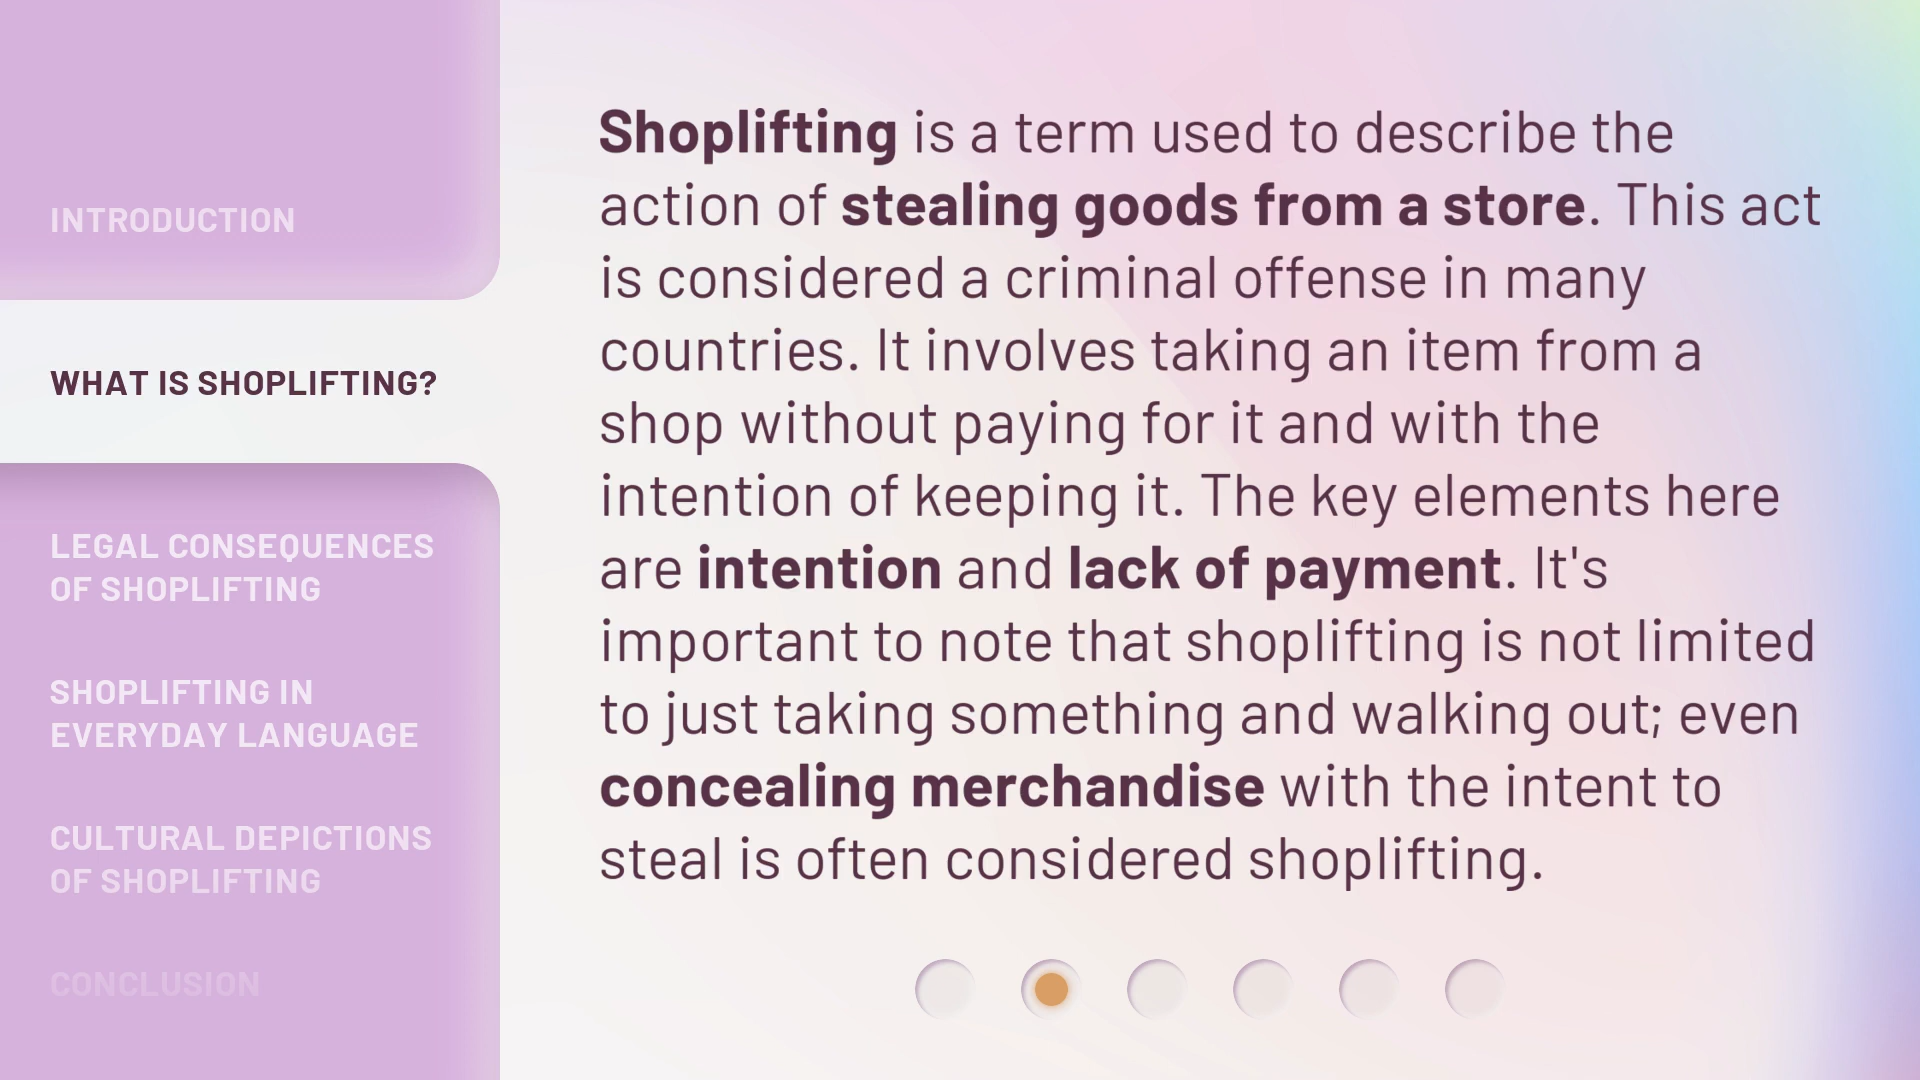 INTRODUCTION
WHAT IS SHOPLIFTING?
LEGAL CONSEQUENCES
OF SHOPLIFTING
SHOPLIFTING IN
EVERYDAY LANGUAGE
CULTURAL DEPICTIONS
OF SHOPLIFTING
CONCLUSION
Shoplifting is a term used to describe the
action of stealing goods from a store. This act
is considered a criminal offense in many
countries. It involves taking an item from a
shop without paying for it and with the
intention of keeping it. The key elements here
are intention and lack of payment. It's
important to note that shoplifting is not limited
to just taking something and walking out; even
concealing merchandise with the intent to
steal is often considered shoplifting.